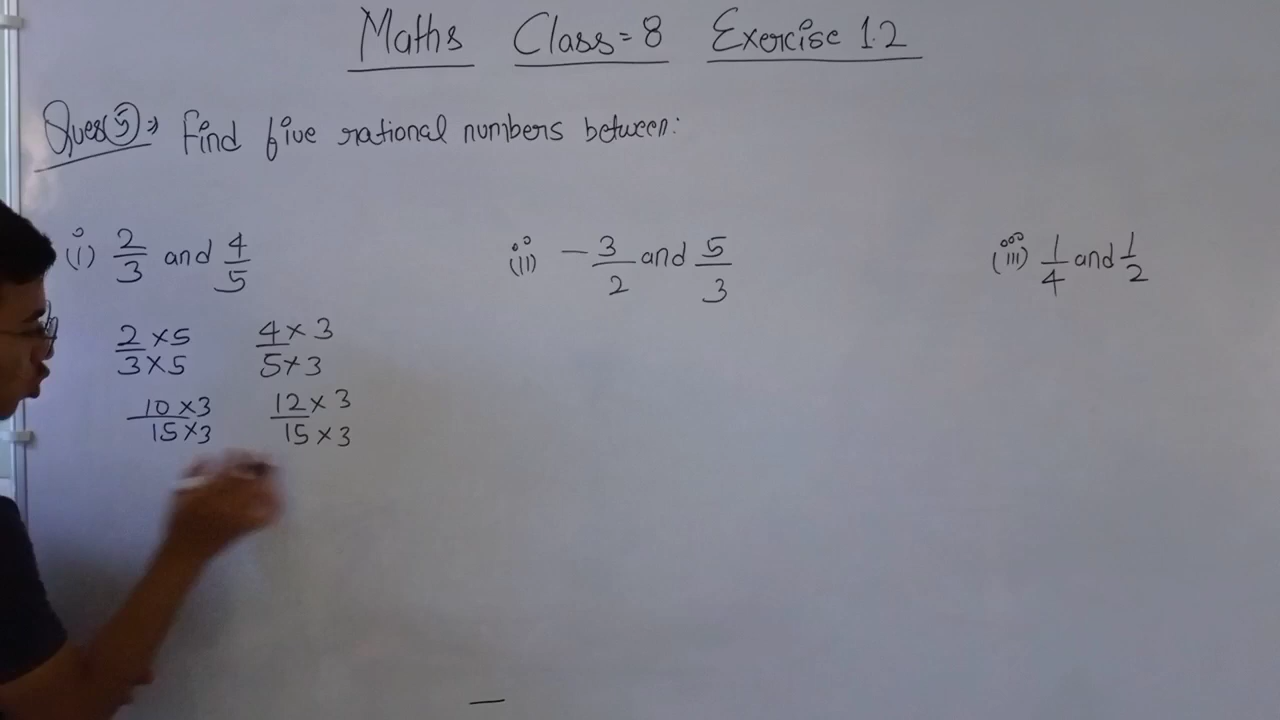 Maths Class=8 Exercise 1.2
Ques(5)⇒ Find five rational numbers between:
(i) 2/3 and 4/5
2×5/3×5 4×3/5×3
10×3/15×3 12×3/15×3
(ii) -3/2 and 5/3
(iii) 1/4 and 1/2